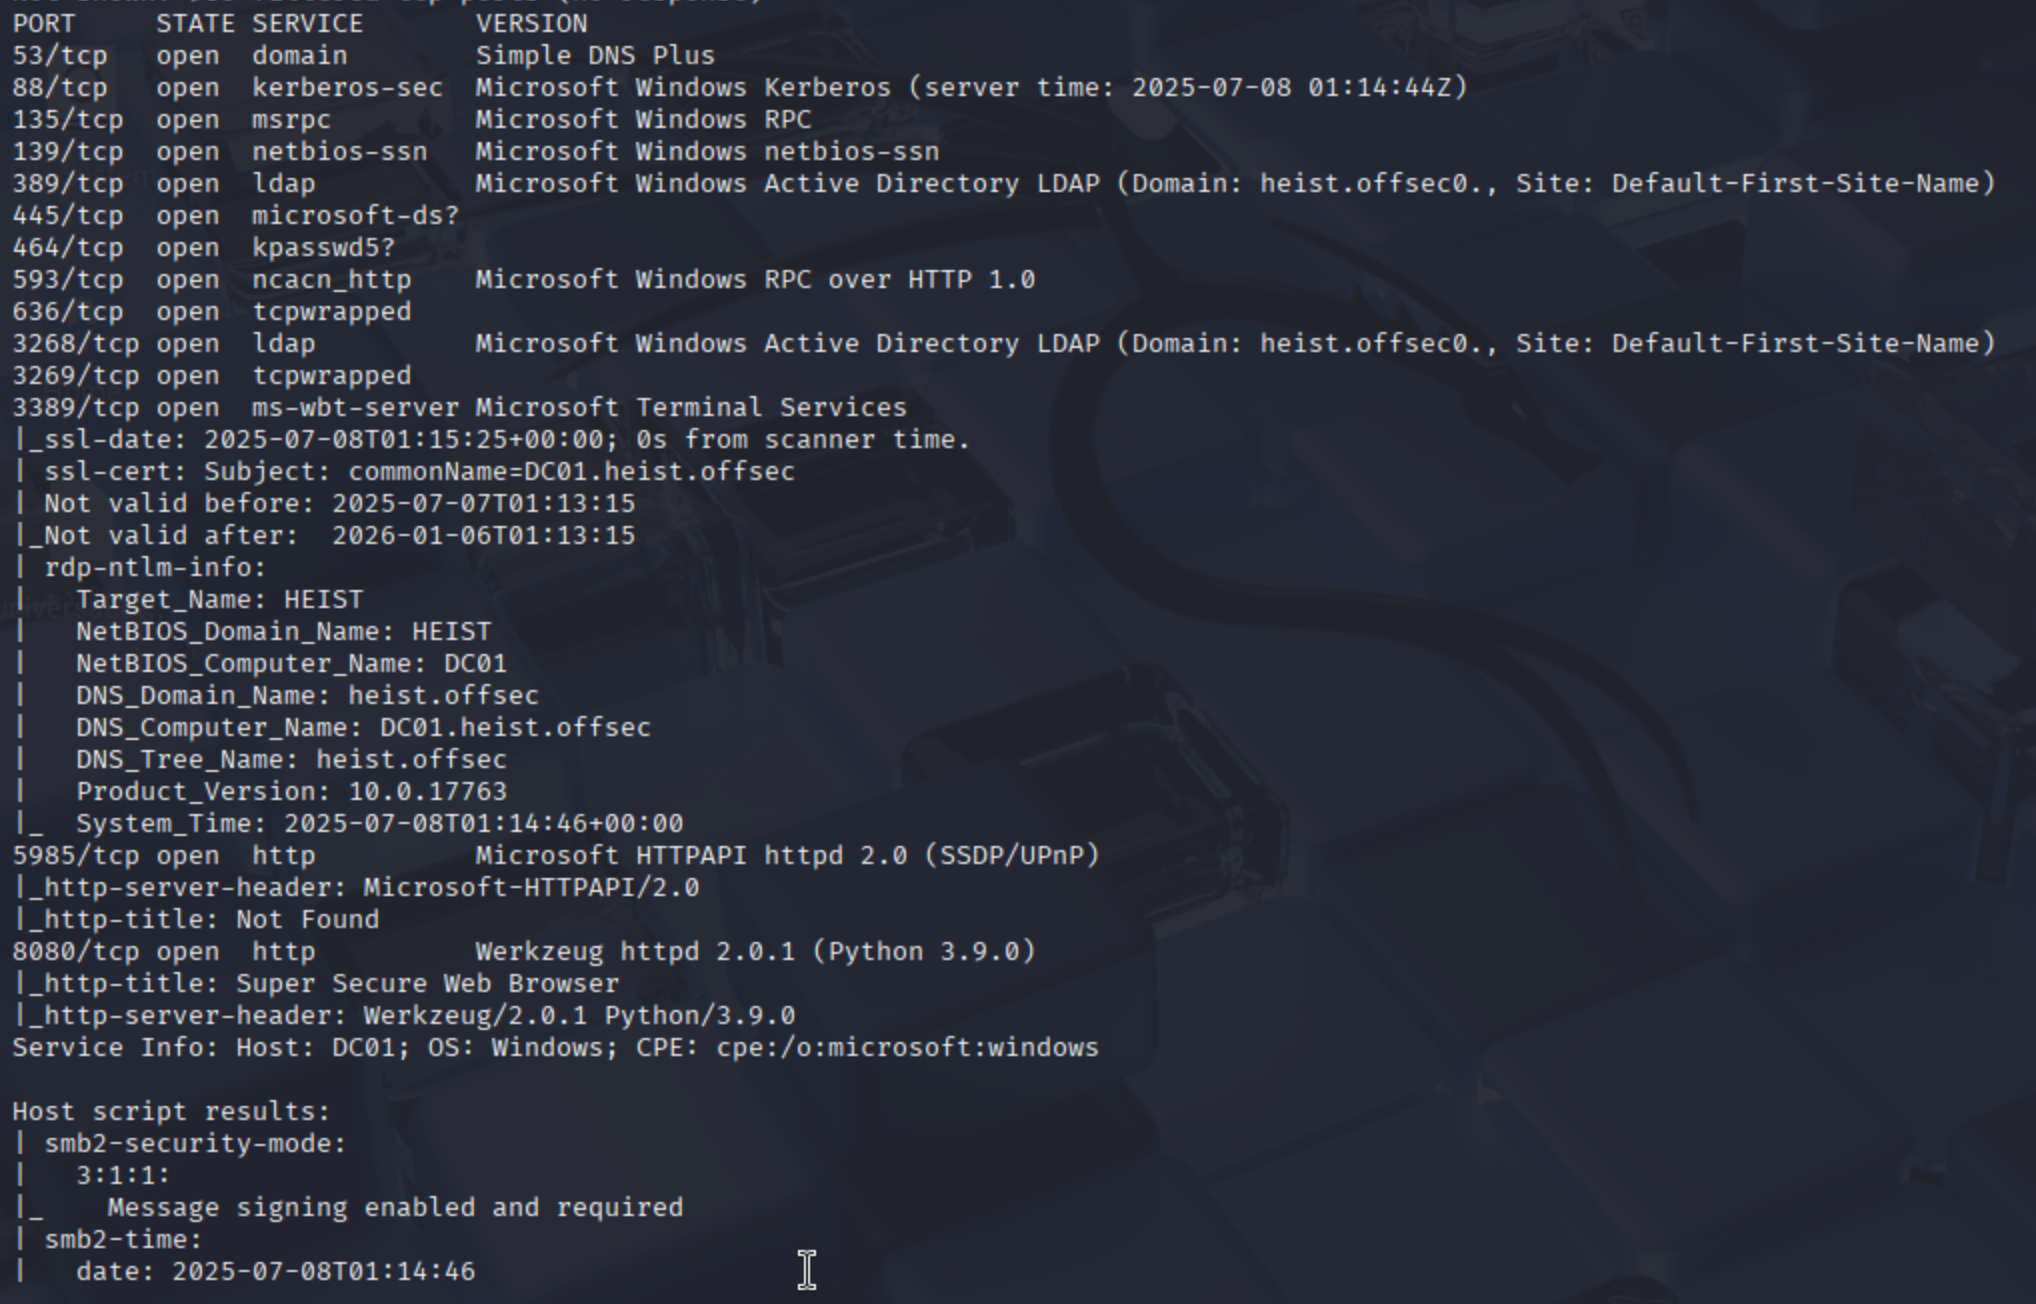 PORT     STATE SERVICE       VERSION
53/tcp   open  domain        Simple DNS Plus
88/tcp   open  kerberos-sec  Microsoft Windows Kerberos (server time: 2025-07-08 01:14:44Z)
135/tcp  open  msrpc         Microsoft Windows RPC
139/tcp  open  netbios-ssn   Microsoft Windows netbios-ssn
389/tcp  open  ldap          Microsoft Windows Active Directory LDAP (Domain: heist.offsec0., Site: Default-First-Site-Name)
445/tcp  open  microsoft-ds?
464/tcp  open  kpasswd5?
593/tcp  open  ncacn_http    Microsoft Windows RPC over HTTP 1.0
636/tcp  open  tcpwrapped
3268/tcp open  ldap          Microsoft Windows Active Directory LDAP (Domain: heist.offsec0., Site: Default-First-Site-Name)
3269/tcp open  tcpwrapped
3389/tcp open  ms-wbt-server Microsoft Terminal Services
|_ssl-date: 2025-07-08T01:15:25+00:00; 0s from scanner time.
| ssl-cert: Subject: commonName=DC01.heist.offsec
| Not valid before: 2025-07-07T01:13:15
|_Not valid after:  2026-01-06T01:13:15
| rdp-ntlm-info:
|   Target_Name: HEIST
|   NetBIOS_Domain_Name: HEIST
|   NetBIOS_Computer_Name: DC01
|   DNS_Domain_Name: heist.offsec
|   DNS_Computer_Name: DC01.heist.offsec
|   DNS_Tree_Name: heist.offsec
|   Product_Version: 10.0.17763
|_  System_Time: 2025-07-08T01:14:46+00:00
5985/tcp open  http          Microsoft HTTPAPI httpd 2.0 (SSDP/UPnP)
|_http-server-header: Microsoft-HTTPAPI/2.0
|_http-title: Not Found
8080/tcp open  http          Werkzeug httpd 2.0.1 (Python 3.9.0)
|_http-title: Super Secure Web Browser
|_http-server-header: Werkzeug/2.0.1 Python/3.9.0
Service Info: Host: DC01; OS: Windows; CPE: cpe:/o:microsoft:windows
Host script results:
| smb2-security-mode:
|   3:1:1:
|_    Message signing enabled and required
| smb2-time:
|   date: 2025-07-08T01:14:46